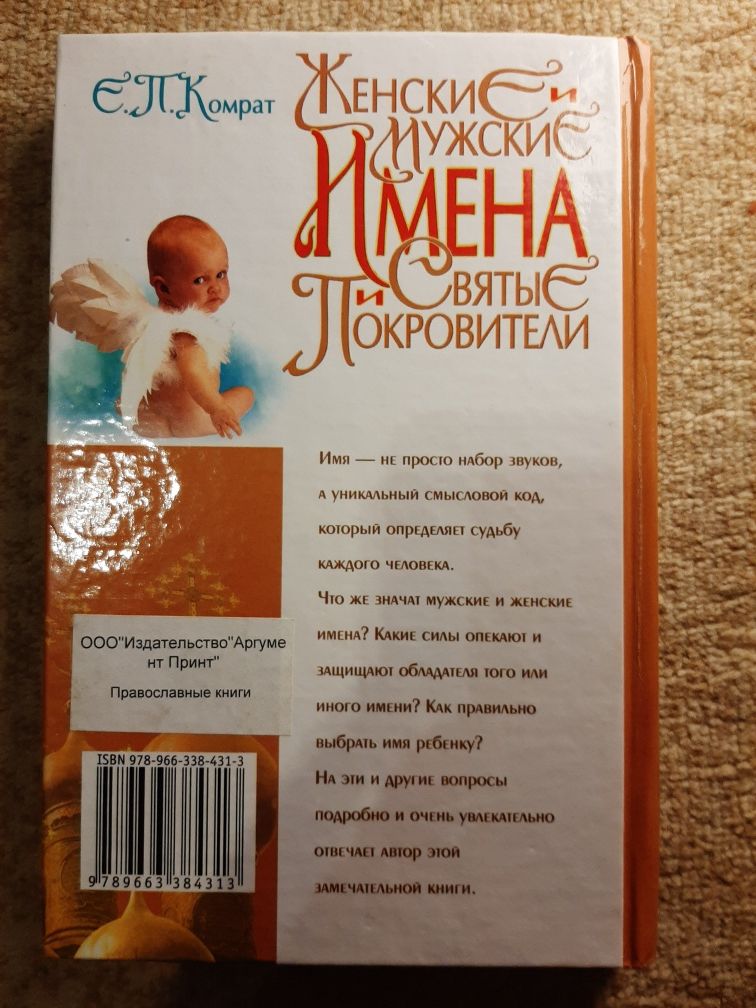 Е.П.Комрат
Женские и
мужские
Имена
и Святые
Покровители
Имя — не просто набор звуков,
а уникальный смысловой код,
который определяет судьбу
каждого человека.
Что же значат мужские и женские
имена? Какие силы опекают и
защищают обладателя того или
иного имени? Как правильно
выбрать имя ребенку?
На эти и другие вопросы
подробно и очень увлекательно
отвечает автор этой
замечательной книги.
ООО"Издательство"Аргуме
нт Принт"
Православные книги
ISBN 978-966-338-431-3
9 789663 384313